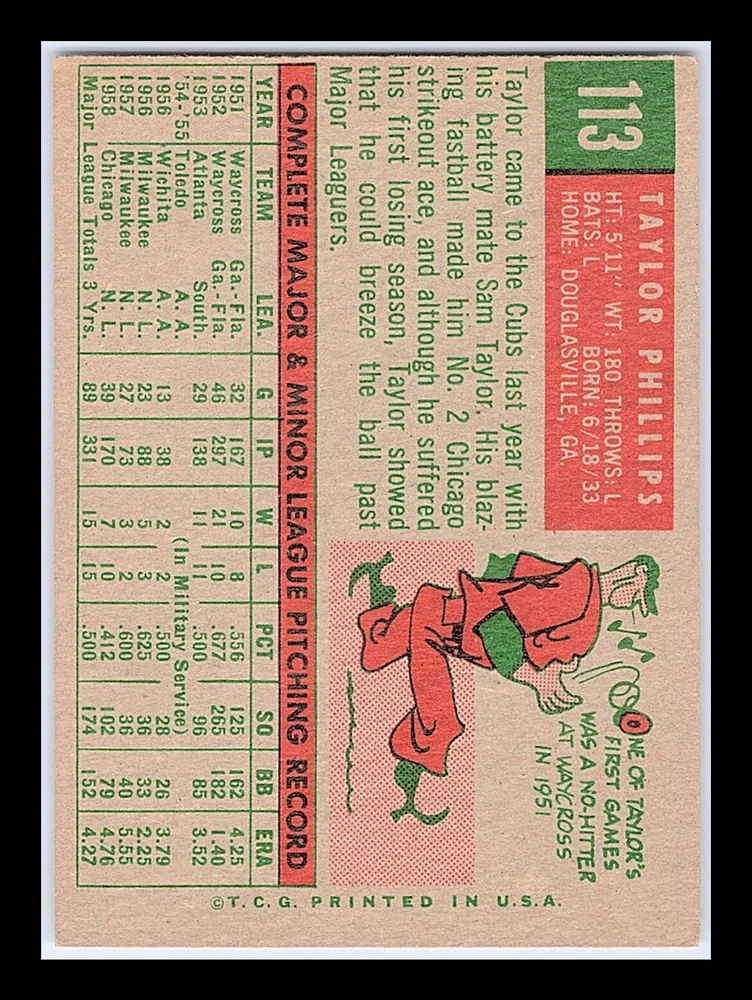 113
TAYLOR PHILLIPS
HT: 5'11" WT: 180 THROWS: L
BATS: L BORN: 6/18/33
HOME: DOUGLASVILLE, GA.
Taylor came to the Cubs last year with
his battery mate Sam Taylor. His blaz-
ing fastball made him No. 2 Chicago
strikeout ace, and although he suffered
his first losing season, Taylor showed
that he could breeze the ball past
Major Leaguers.
ONE OF TAYLOR'S
FIRST GAMES
WAS A NO-HITTER
AT WAYCROSS
IN 1951
COMPLETE MAJOR & MINOR LEAGUE PITCHING RECORD
YEAR TEAM LEA. G IP W L PCT SO BB ERA
1951 Waycross Ga.-Fla. 32 167 10 8 .556 125 162 4.25
1952 Waycross Ga.-Fla. 46 297 21 10 .677 265 182 1.40
1953 Atlanta South. 29 138 11 11 .500 96 85 3.52
'54-'55 Toledo A. A. (In Military Service)
1956 Wichita A. A. 13 38 2 2 .500 28 26 3.79
1956 Milwaukee N. L. 23 88 5 3 .625 36 33 2.25
1957 Milwaukee N. L. 27 73 3 2 .600 36 40 5.55
1958 Chicago N. L. 39 170 7 10 .412 102 79 4.76
Major League Totals 3 Yrs. 89 331 15 15 .500 174 152 4.27
©T.C.G. PRINTED IN U.S.A.